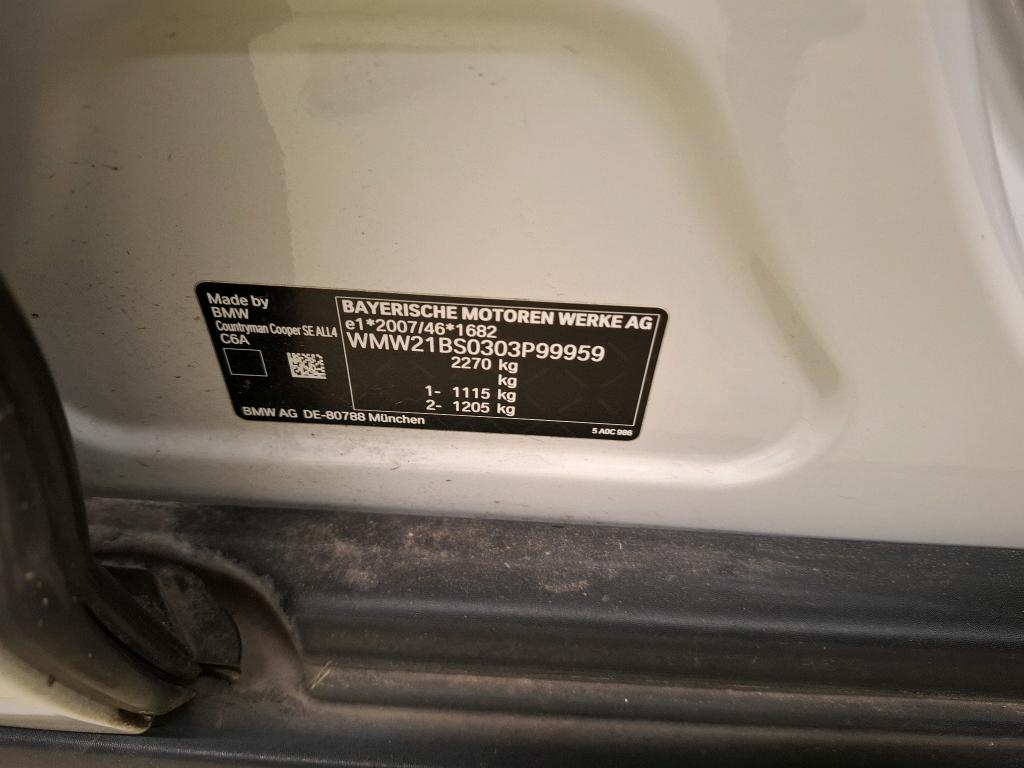 Made by
BMW
Countryman Cooper SE ALL4
C6A
BMW AG DE-80788 München
BAYERISCHE MOTOREN WERKE AG
e1*2007/46*1682
WMW21BS0303P99959
2270 kg
kg
1- 1115 kg
2- 1205 kg
5 A0C 986